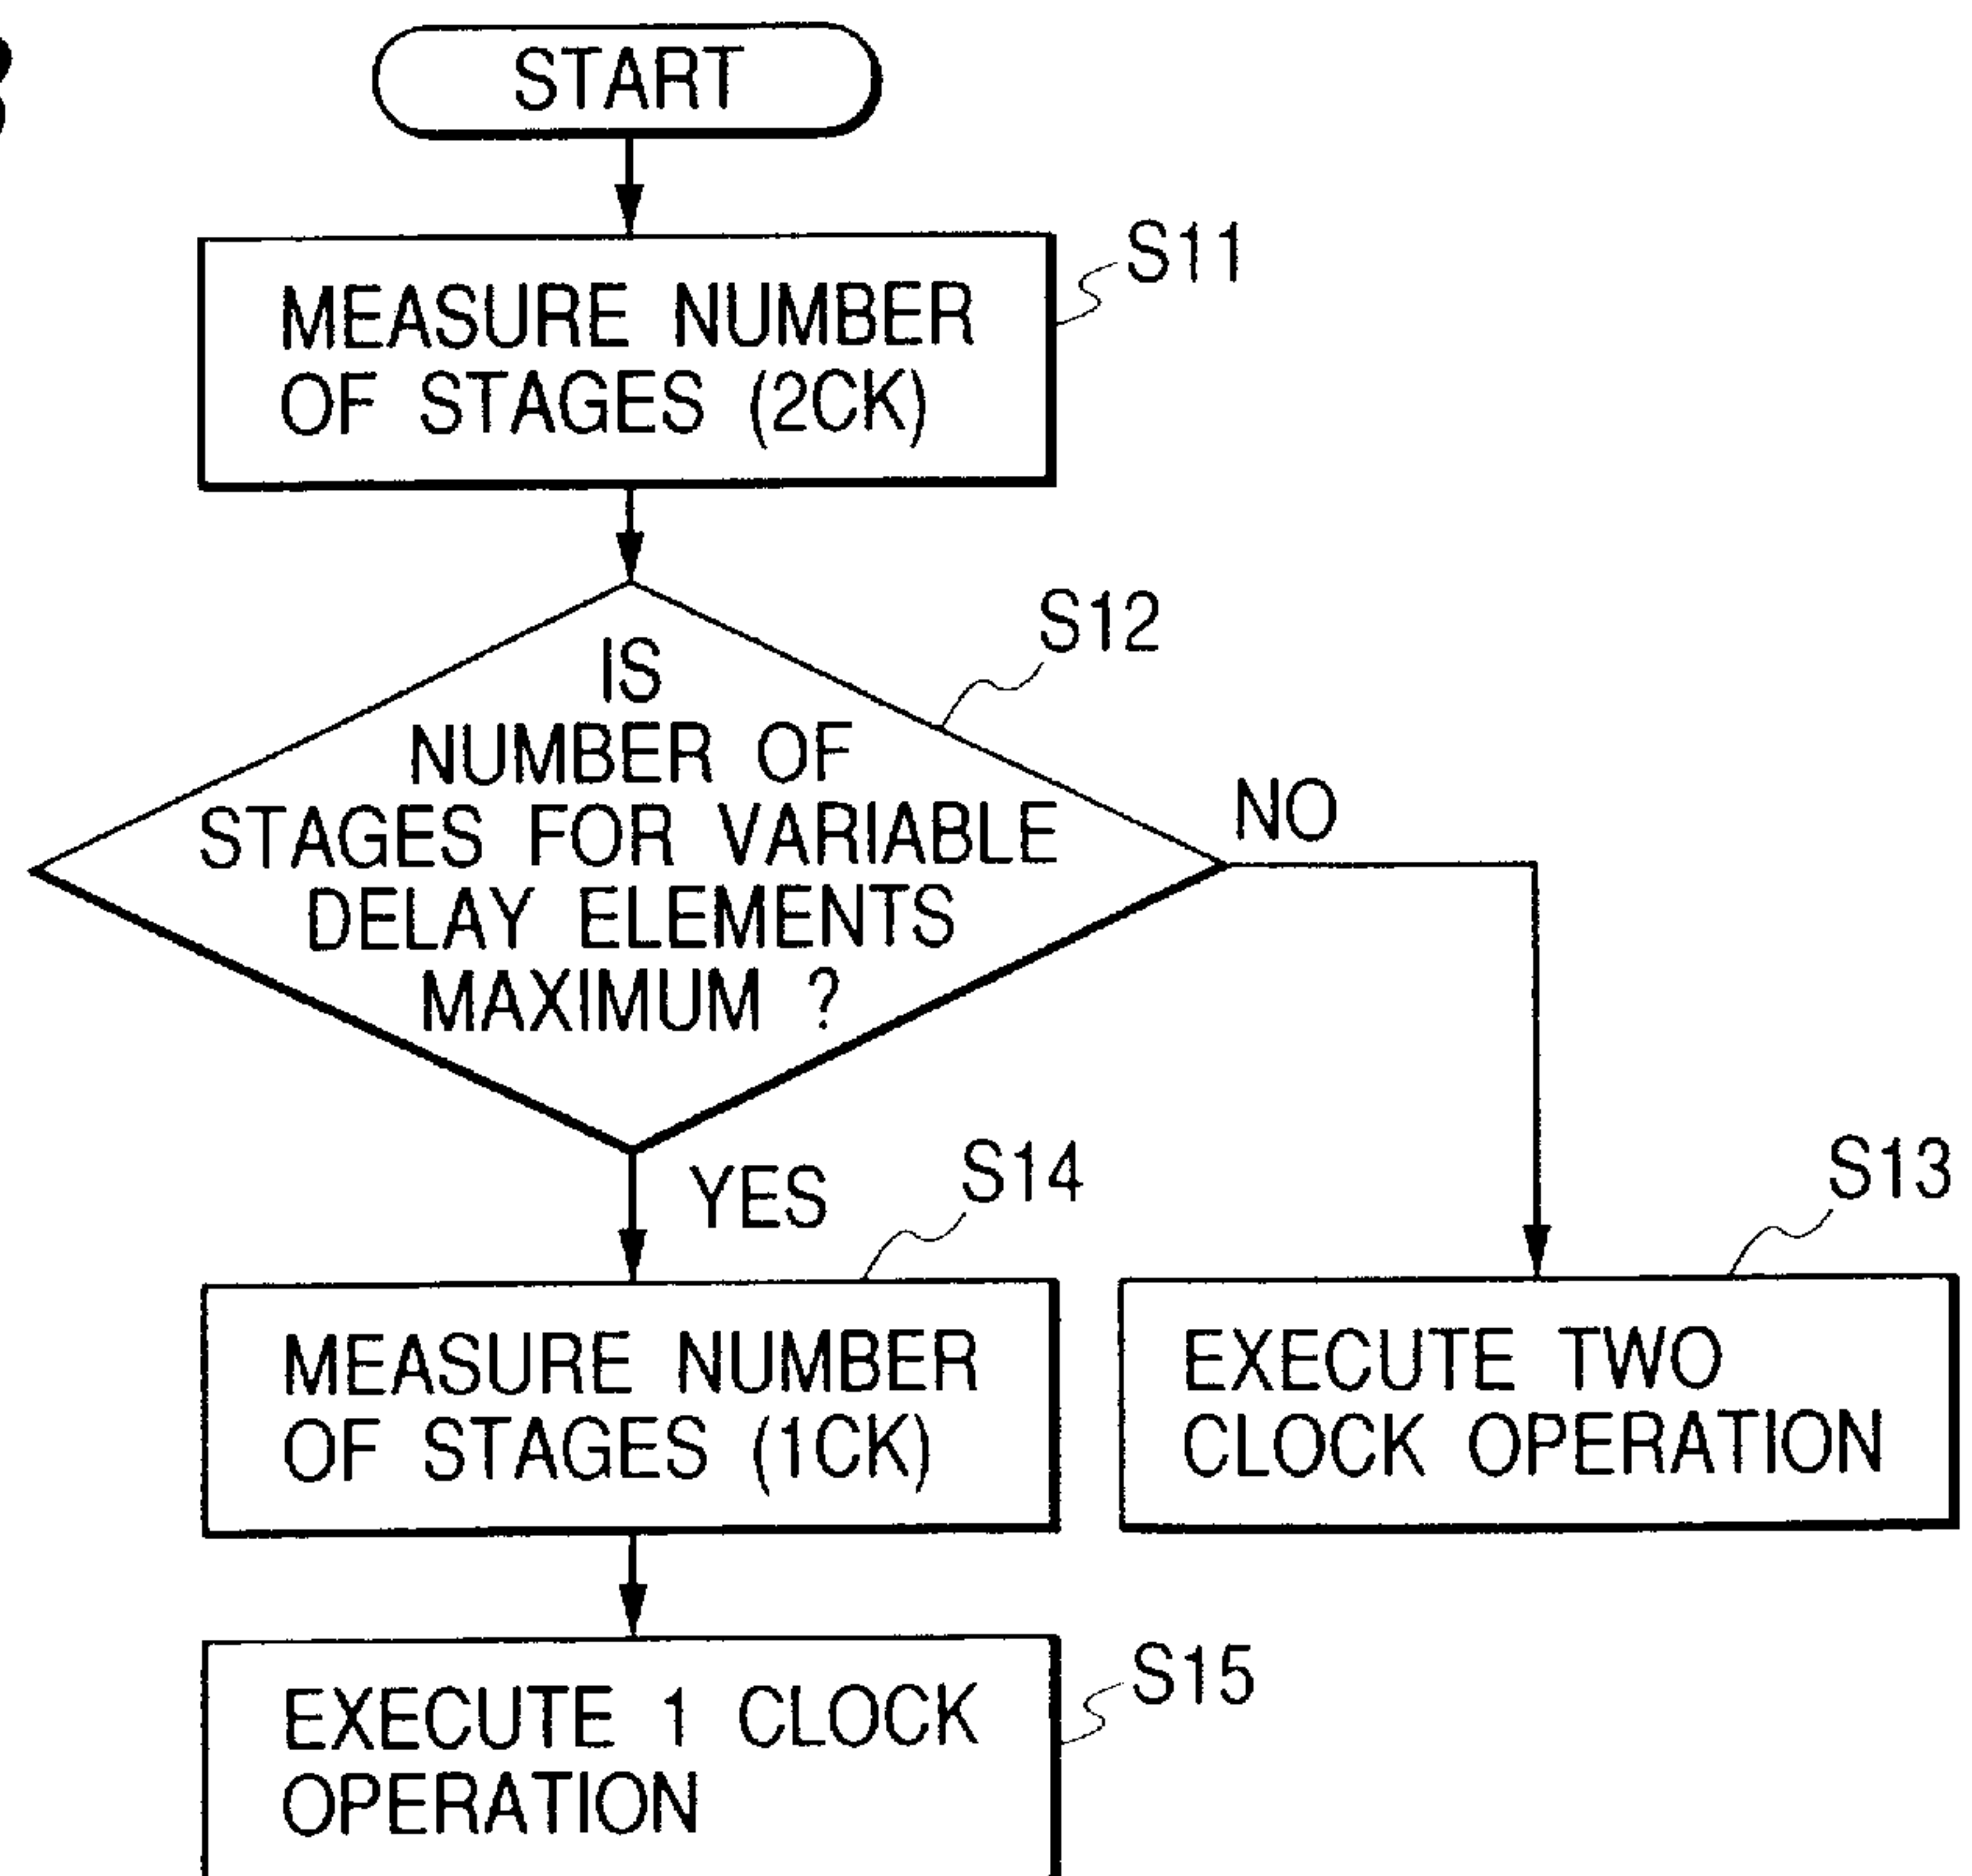 START
S11
MEASURE NUMBER
OF STAGES (2CK)
S12
IS
NUMBER OF
STAGES FOR VARIABLE
DELAY ELEMENTS
MAXIMUM ?
NO
YES
S14
S13
MEASURE NUMBER
OF STAGES (1CK)
EXECUTE TWO
CLOCK OPERATION
S15
EXECUTE 1 CLOCK
OPERATION